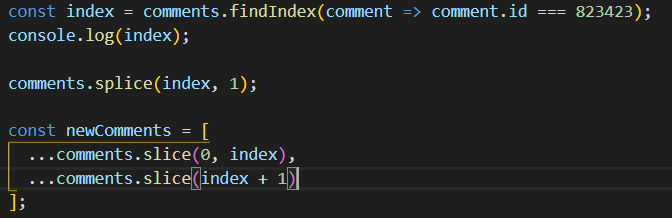 const index = comments.findIndex(comment => comment.id === 823423);
console.log(index);
comments.splice(index, 1);
const newComments = [
...comments.slice(0, index),
...comments.slice(index + 1)
];